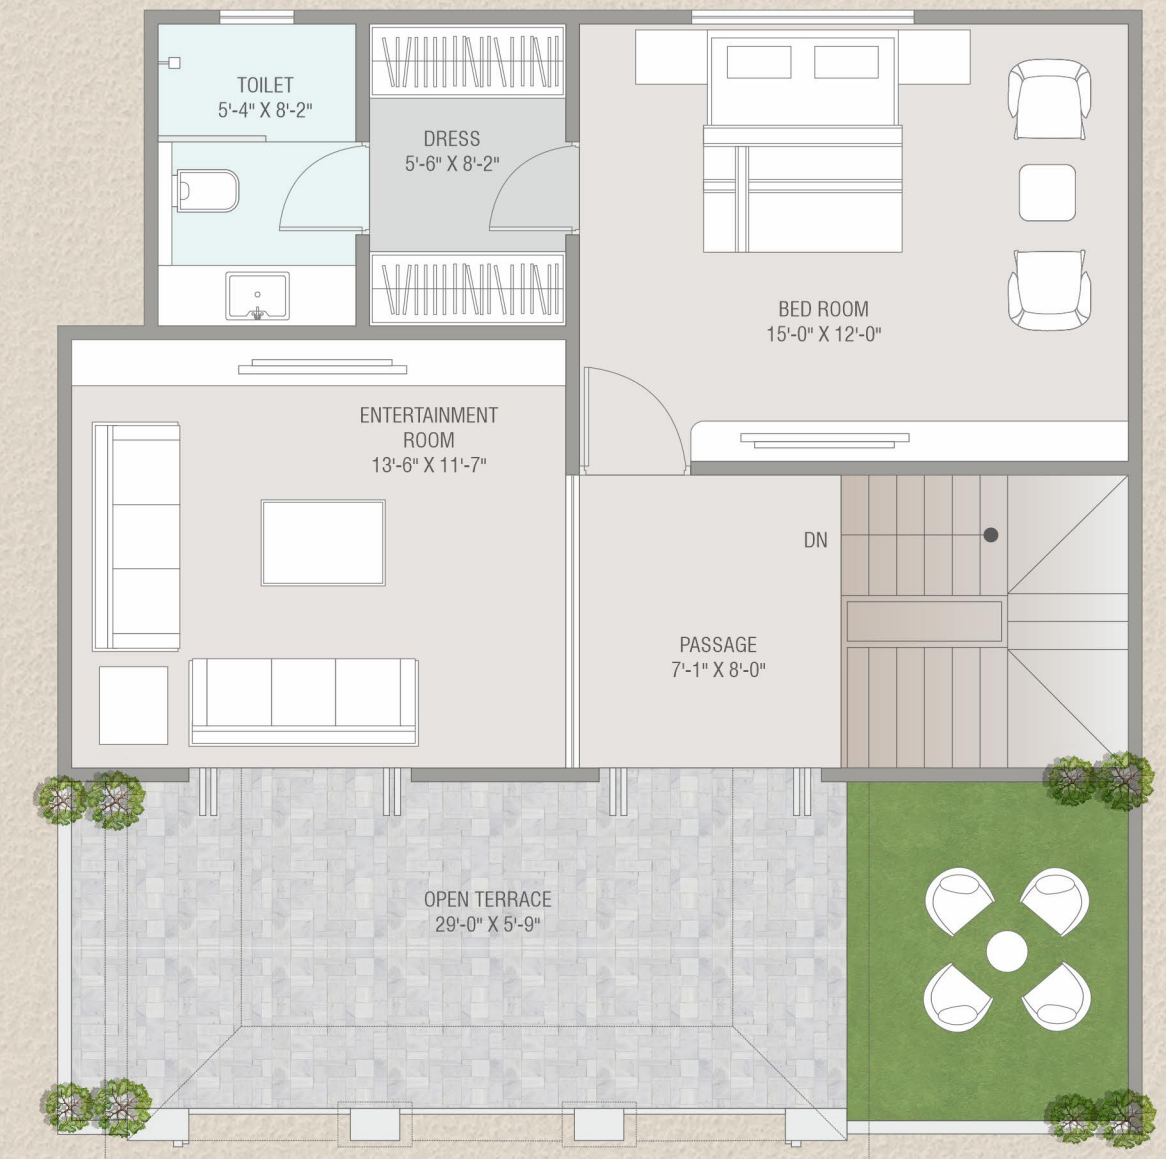 TOILET
5'-4" X 8'-2"
DRESS
5'-6" X 8'-2"
BED ROOM
15'-0" X 12'-0"
ENTERTAINMENT
ROOM
13'-6" X 11'-7"
DN
PASSAGE
7'-1" X 8'-0"
OPEN TERRACE
29'-0" X 5'-9"